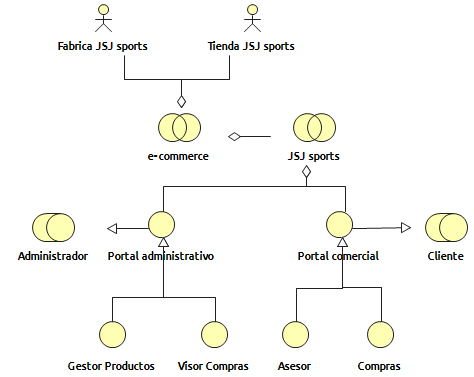 Fabrica JSJ sports
Tienda JSJ sports
e-commerce
JSJ sports
Administrador
Portal administrativo
Portal comercial
Cliente
Gestor Productos
Visor Compras
Asesor
Compras